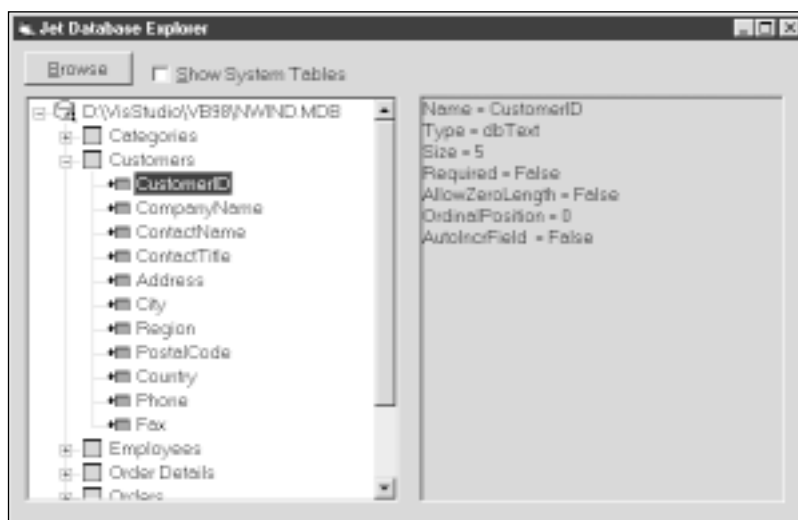 Jet Database Explorer
Browse
Show System Tables
D:\VisStudio\VB98\NWIND.MDB
Categories
Customers
CustomerID
CompanyName
ContactName
ContactTitle
Address
City
Region
PostalCode
Country
Phone
Fax
Employees
Order Details
Orders
Name = CustomerID
Type = dbText
Size = 5
Required = False
AllowZeroLength = False
OrdinalPosition = 0
AutoIncrField = False